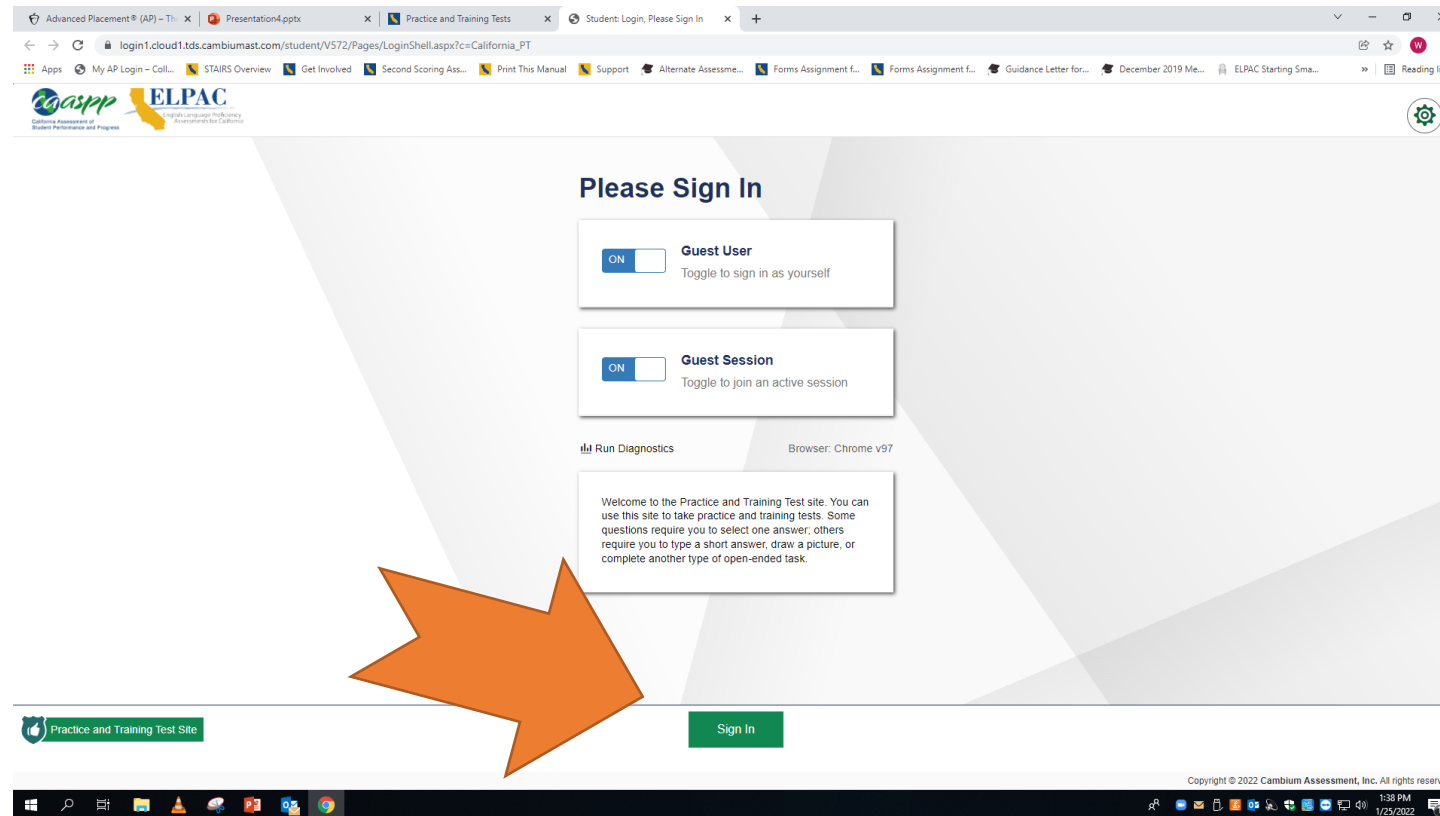 Advanced Placement® (AP) – Th
Presentation4.pptx
Practice and Training Tests
Student: Login, Please Sign In
login1.cloud1.tds.cambiumast.com/student/V572/Pages/LoginShell.aspx?c=California_PT
W
Apps
My AP Login – Coll...
STAIRS Overview
Get Involved
Second Scoring Ass...
Print This Manual
Support
Alternate Assessme...
Forms Assignment f...
Forms Assignment f...
Guidance Letter for...
December 2019 Me...
ELPAC Starting Sma...
»
Reading li
caaspp
California Assessment of
Student Performance and Progress
ELPAC
English Language Proficiency
Assessments for California
Please Sign In
ON
Guest User
Toggle to sign in as yourself
ON
Guest Session
Toggle to join an active session
Run Diagnostics
Browser: Chrome v97
Welcome to the Practice and Training Test site. You can
use this site to take practice and training tests. Some
questions require you to select one answer; others
require you to type a short answer, draw a picture, or
complete another type of open-ended task.
Practice and Training Test Site
Sign In
Copyright © 2022 Cambium Assessment, Inc. All rights reserv
1:38 PM
1/25/2022